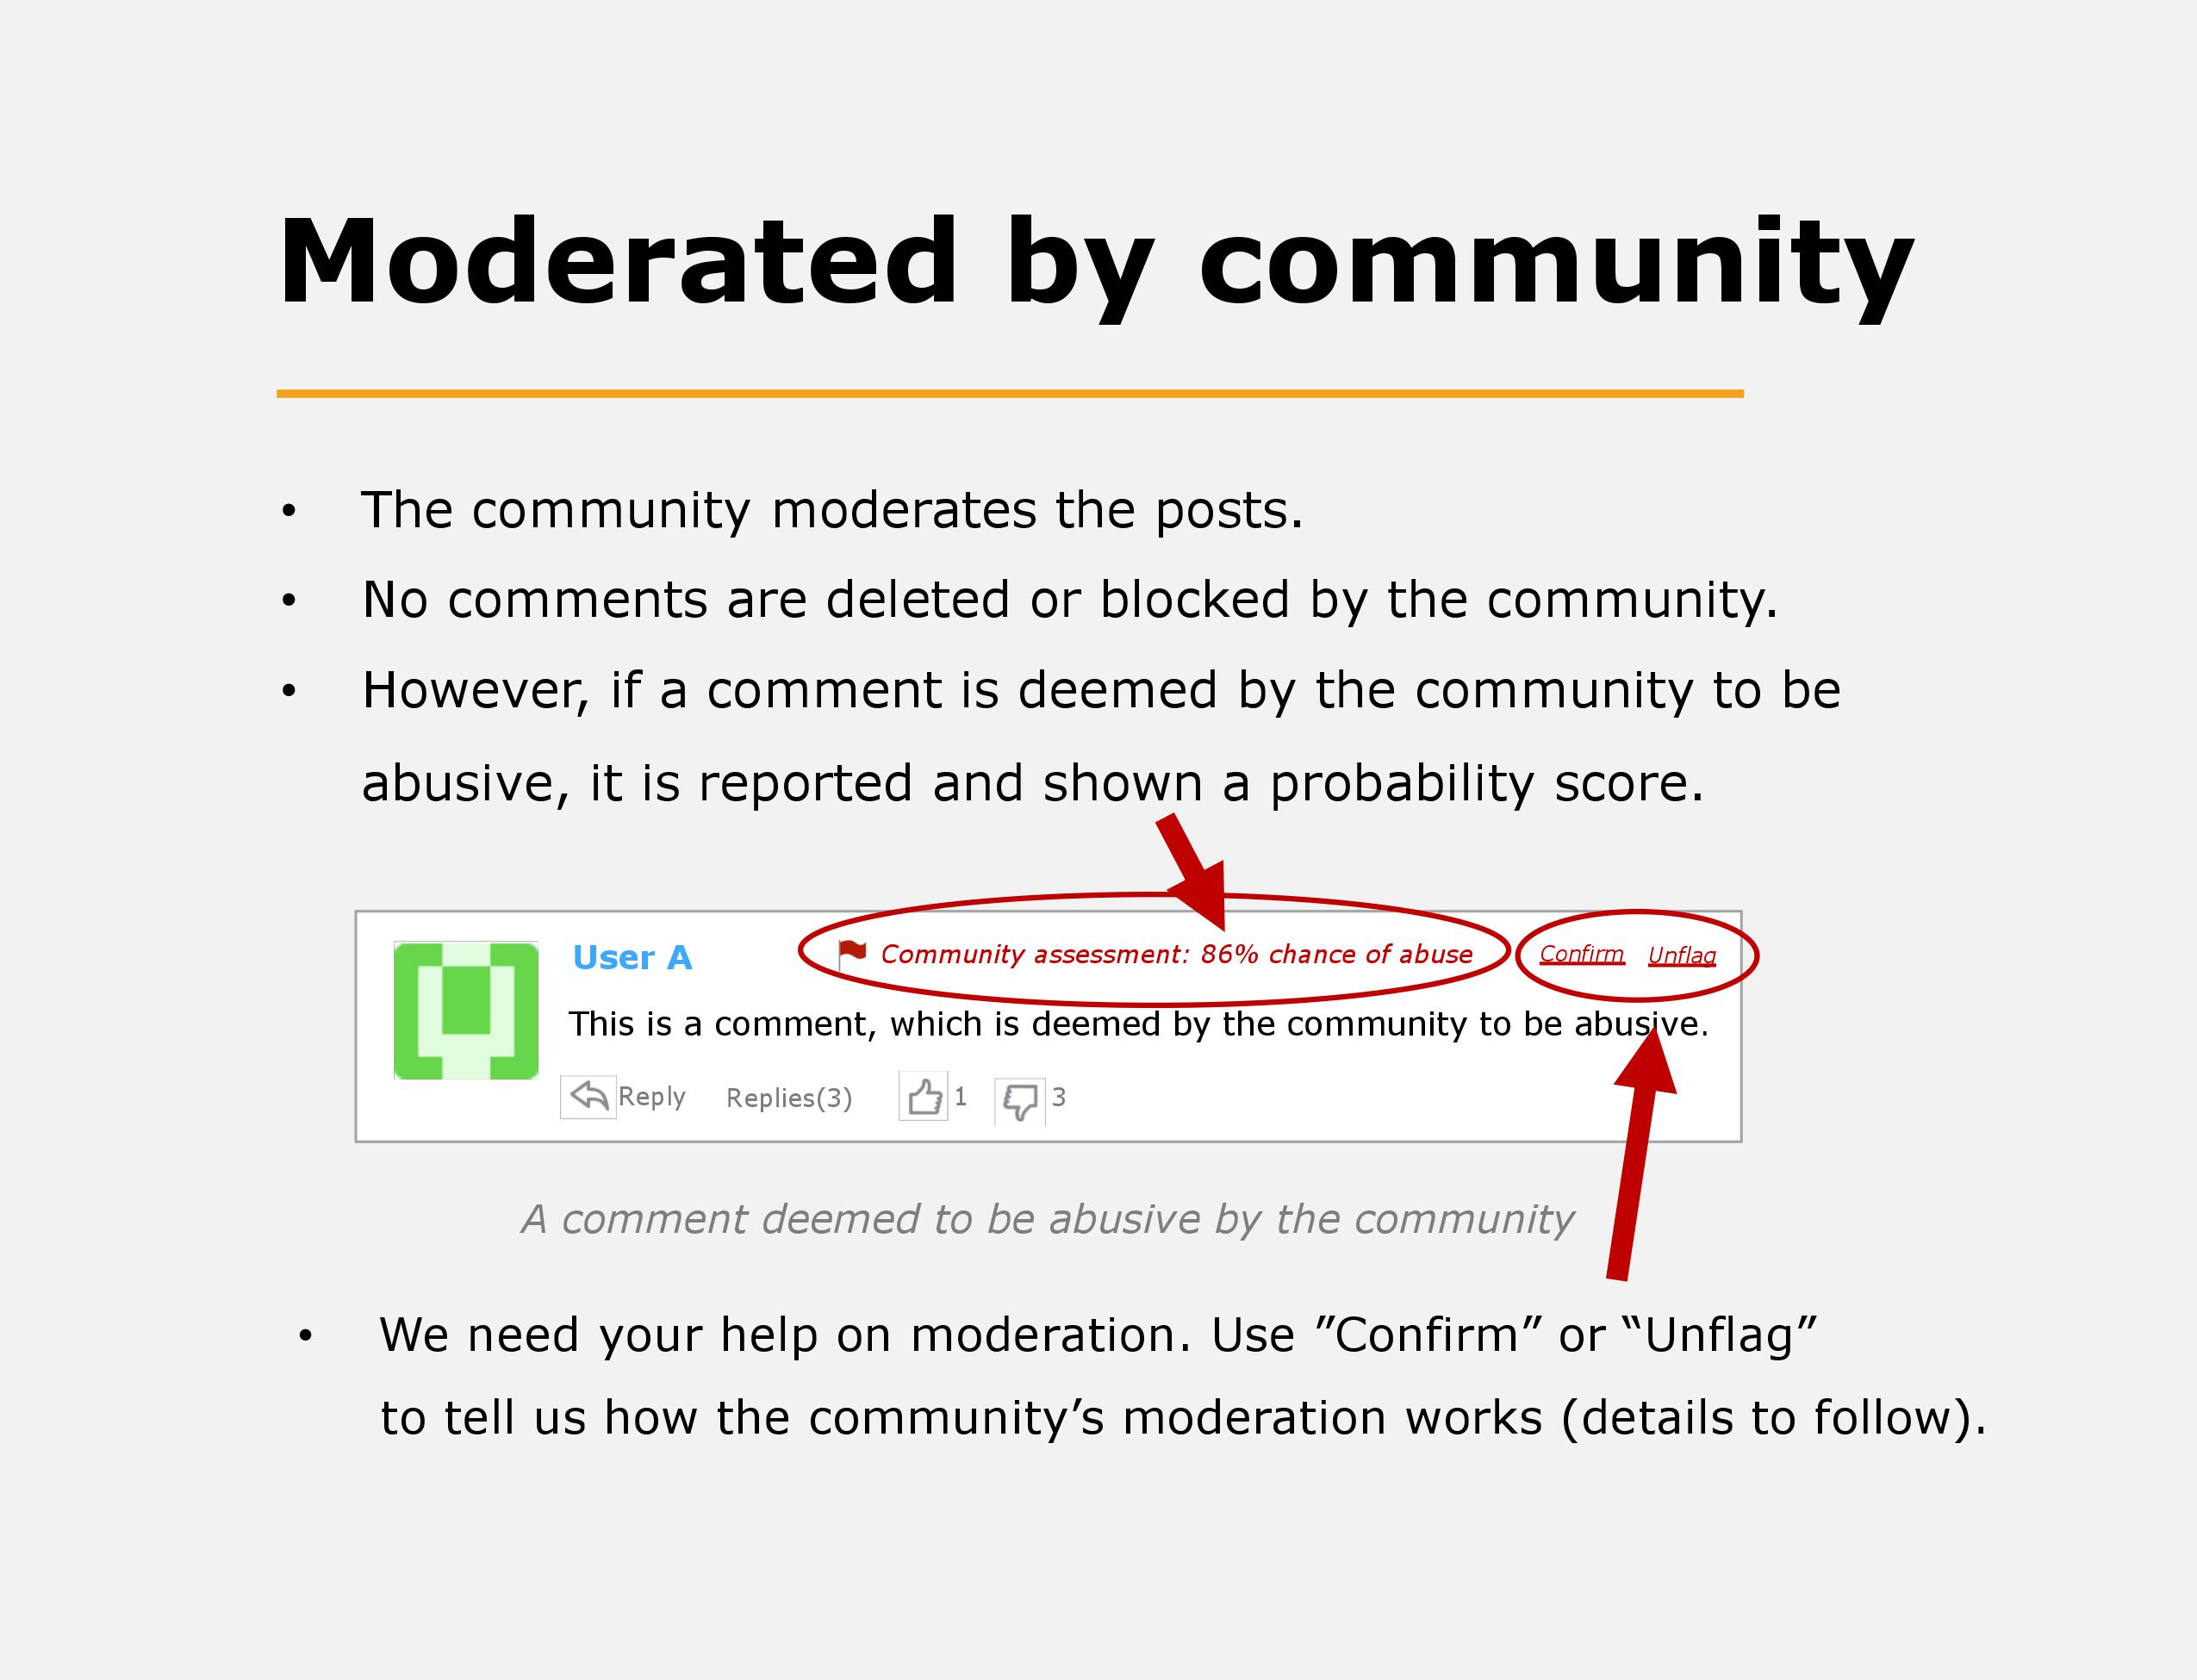 Moderated by community
• The community moderates the posts.
• No comments are deleted or blocked by the community.
• However, if a comment is deemed by the community to be
abusive, it is reported and shown a probability score.
User A Community assessment: 86% chance of abuse Confirm Unflag
This is a comment, which is deemed by the community to be abusive.
Reply Replies(3) 1 3
A comment deemed to be abusive by the community
• We need your help on moderation. Use ”Confirm” or “Unflag”
to tell us how the community’s moderation works (details to follow).